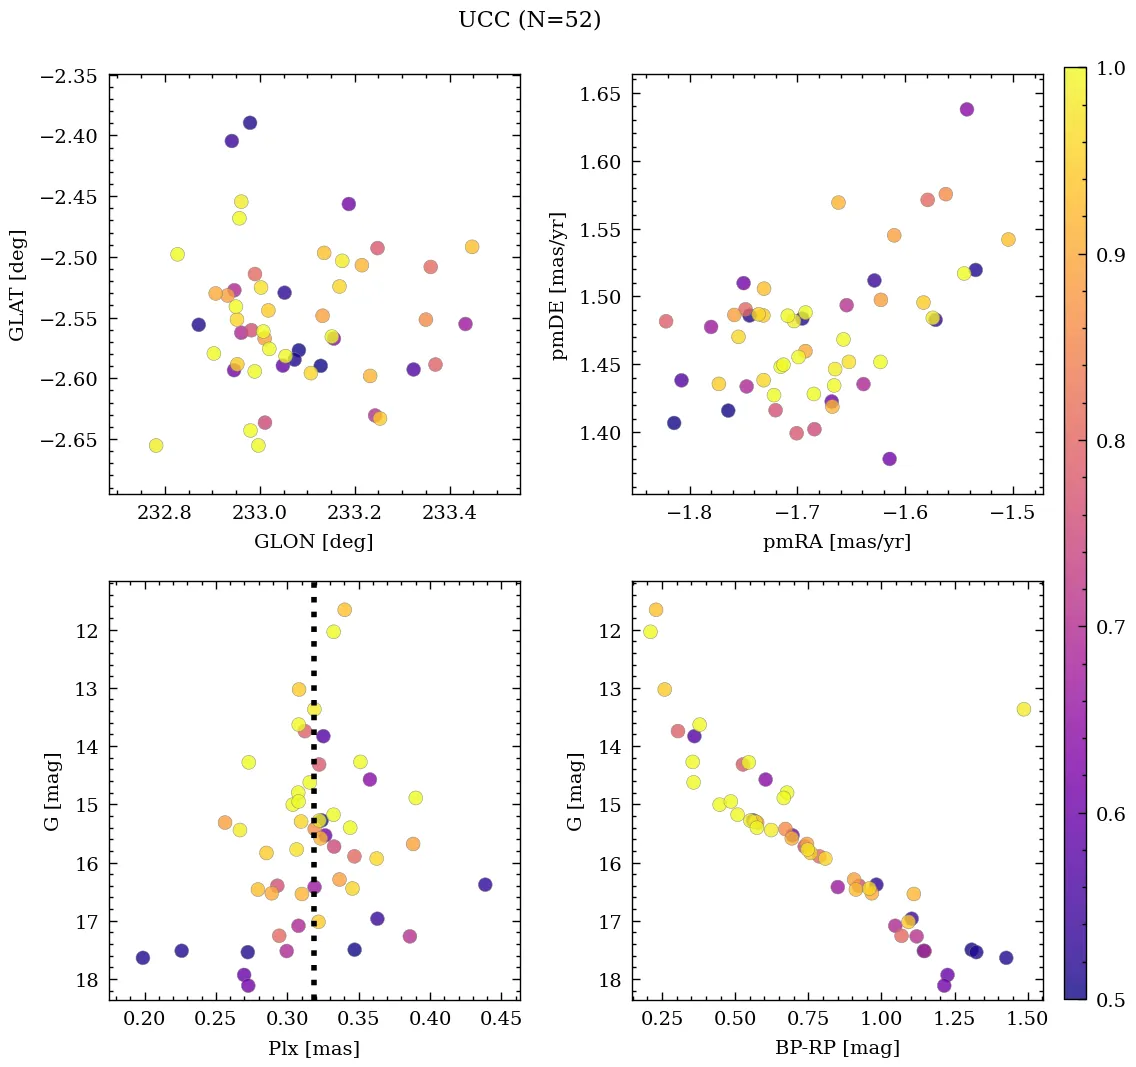 UCC (N=52)
−2.35
−2.40
−2.45
−2.50
−2.55
−2.60
−2.65
GLAT [deg]
232.8 233.0 233.2 233.4
GLON [deg]
1.65
1.60
1.55
1.50
1.45
1.40
pmDE [mas/yr]
−1.8 −1.7 −1.6 −1.5
pmRA [mas/yr]
12
13
14
15
16
17
18
G [mag]
0.20 0.25 0.30 0.35 0.40 0.45
Plx [mas]
12
13
14
15
16
17
18
G [mag]
0.25 0.50 0.75 1.00 1.25 1.50
BP-RP [mag]
1.0
0.9
0.8
0.7
0.6
0.5